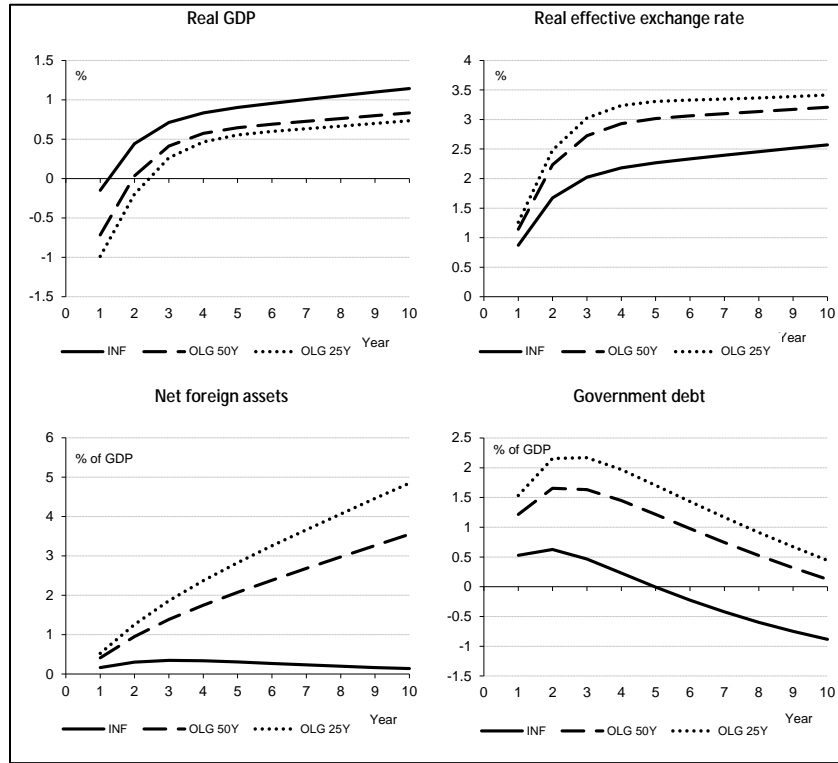 Real GDP
%
1.5
1
0.5
0
-0.5
-1
-1.5
0 1 2 3 4 5 6 7 8 9 10
Year
INF OLG 50Y OLG 25Y
Real effective exchange rate
%
4
3.5
3
2.5
2
1.5
1
0.5
0
0 1 2 3 4 5 6 7 8 9 10
Year
INF OLG 50Y OLG 25Y
Net foreign assets
% of GDP
6
5
4
3
2
1
0
0 1 2 3 4 5 6 7 8 9 10
Year
INF OLG 50Y OLG 25Y
Government debt
% of GDP
2.5
2
1.5
1
0.5
0
-0.5
-1
-1.5
0 1 2 3 4 5 6 7 8 9 10
Year
INF OLG 50Y OLG 25Y